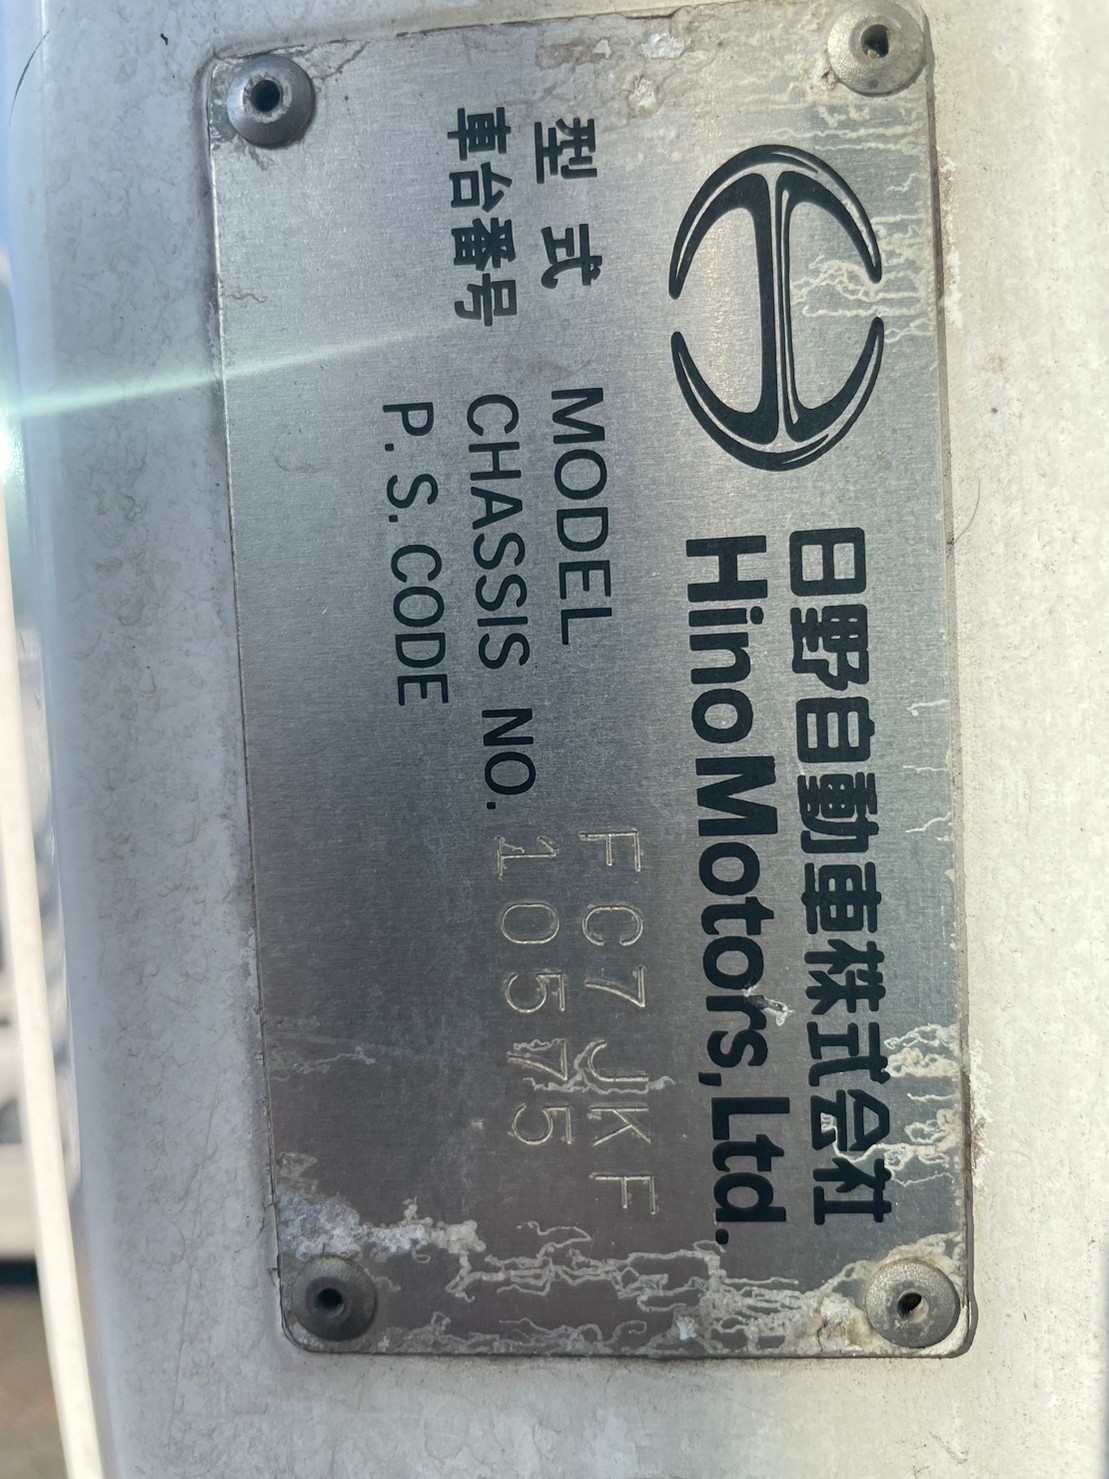 日野自動車株式会社
Hino Motors, Ltd.
型式 MODEL FC7JKF
車台番号 CHASSIS NO. 10575
P.S.CODE